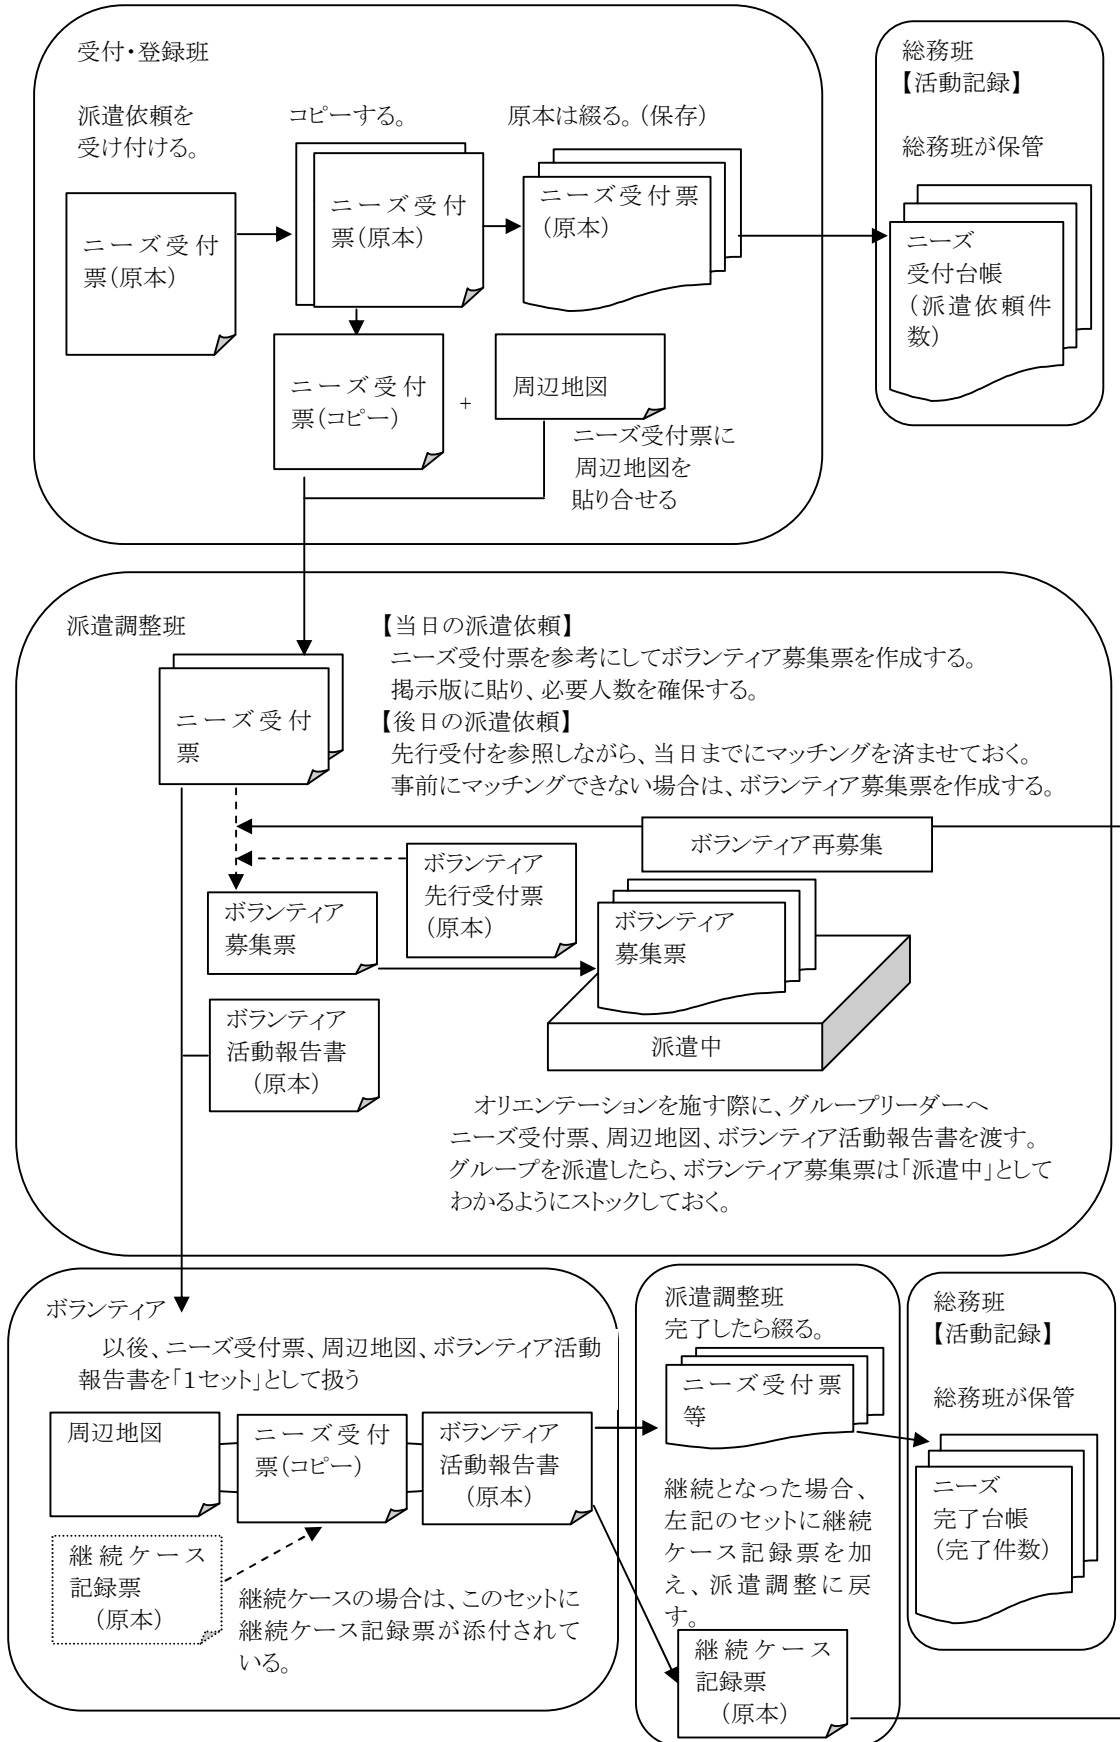 受付・登録班
派遣依頼を
受け付ける。
コピーする。
原本は綴る。(保存)
ニーズ受付
票(原本)
ニーズ受付
票(原本)
ニーズ受付票
(原本)
ニーズ受付
票(コピー)
+
周辺地図
ニーズ受付票に
周辺地図を
貼り合せる
総務班
【活動記録】
総務班が保管
ニーズ
受付台帳
(派遣依頼件
数)
派遣調整班
【当日の派遣依頼】
ニーズ受付票を参考にしてボランティア募集票を作成する。
掲示版に貼り、必要人数を確保する。
【後日の派遣依頼】
先行受付を参照しながら、当日までにマッチングを済ませておく。
事前にマッチングできない場合は、ボランティア募集票を作成する。
ニーズ受付
票
ボランティア再募集
ボランティア
先行受付票
(原本)
ボランティア
募集票
ボランティア
募集票
派遣中
ボランティア
活動報告書
(原本)
オリエンテーションを施す際に、グループリーダーへ
ニーズ受付票、周辺地図、ボランティア活動報告書を渡す。
グループを派遣したら、ボランティア募集票は「派遣中」として
わかるようにストックしておく。
ボランティア
以後、ニーズ受付票、周辺地図、ボランティア活動
報告書を「1セット」として扱う
周辺地図
ニーズ受付
票(コピー)
ボランティア
活動報告書
(原本)
継続ケース
記録票
(原本)
継続ケースの場合は、このセットに
継続ケース記録票が添付されて
いる。
派遣調整班
完了したら綴る。
ニーズ受付票
等
継続となった場合、
左記のセットに継続
ケース記録票を加
え、派遣調整に戻
す。
継続ケース
記録票
(原本)
総務班
【活動記録】
総務班が保管
ニーズ
完了台帳
(完了件数)